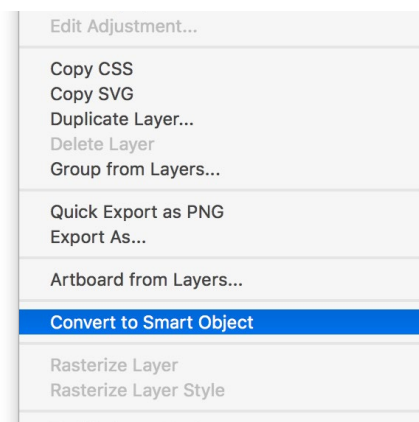 Edit Adjustment...
Copy CSS
Copy SVG
Duplicate Layer...
Delete Layer
Group from Layers...
Quick Export as PNG
Export As...
Artboard from Layers...
Convert to Smart Object
Rasterize Layer
Rasterize Layer Style